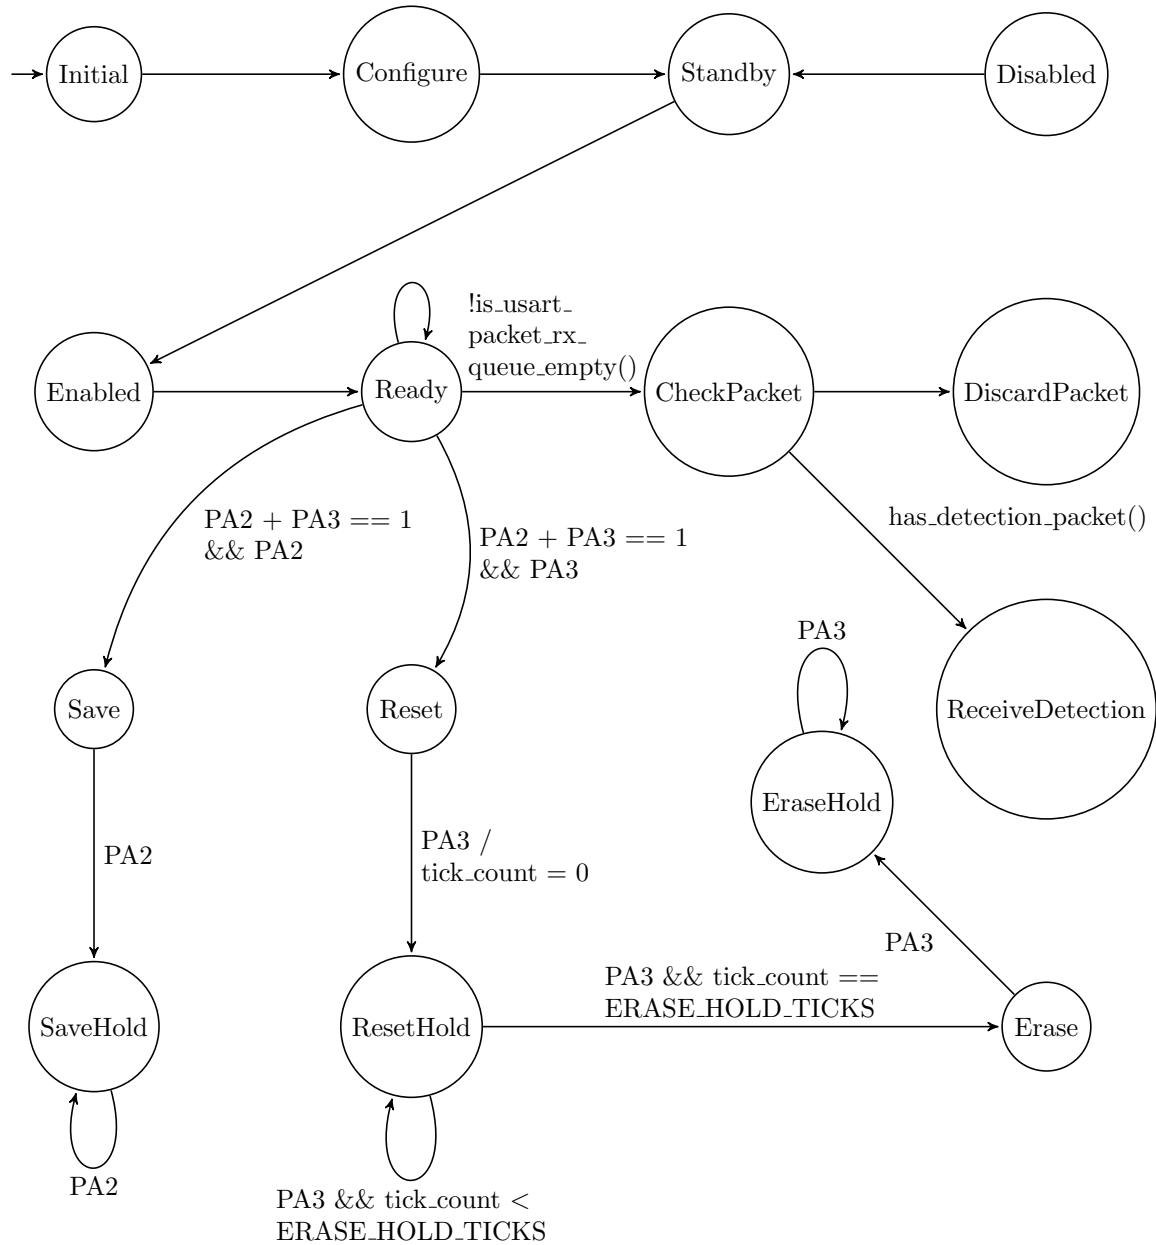 Initial
Configure
Standby
Disabled
!is_usart_
packet_rx_
queue_empty()
Enabled
Ready
CheckPacket
DiscardPacket
PA2 + PA3 == 1
&& PA2
PA2 + PA3 == 1
&& PA3
has_detection_packet()
PA3
Save
Reset
ReceiveDetection
EraseHold
PA2
PA3 /
tick_count = 0
PA3
PA3 && tick_count ==
ERASE_HOLD_TICKS
SaveHold
ResetHold
Erase
PA2
PA3 && tick_count <
ERASE_HOLD_TICKS